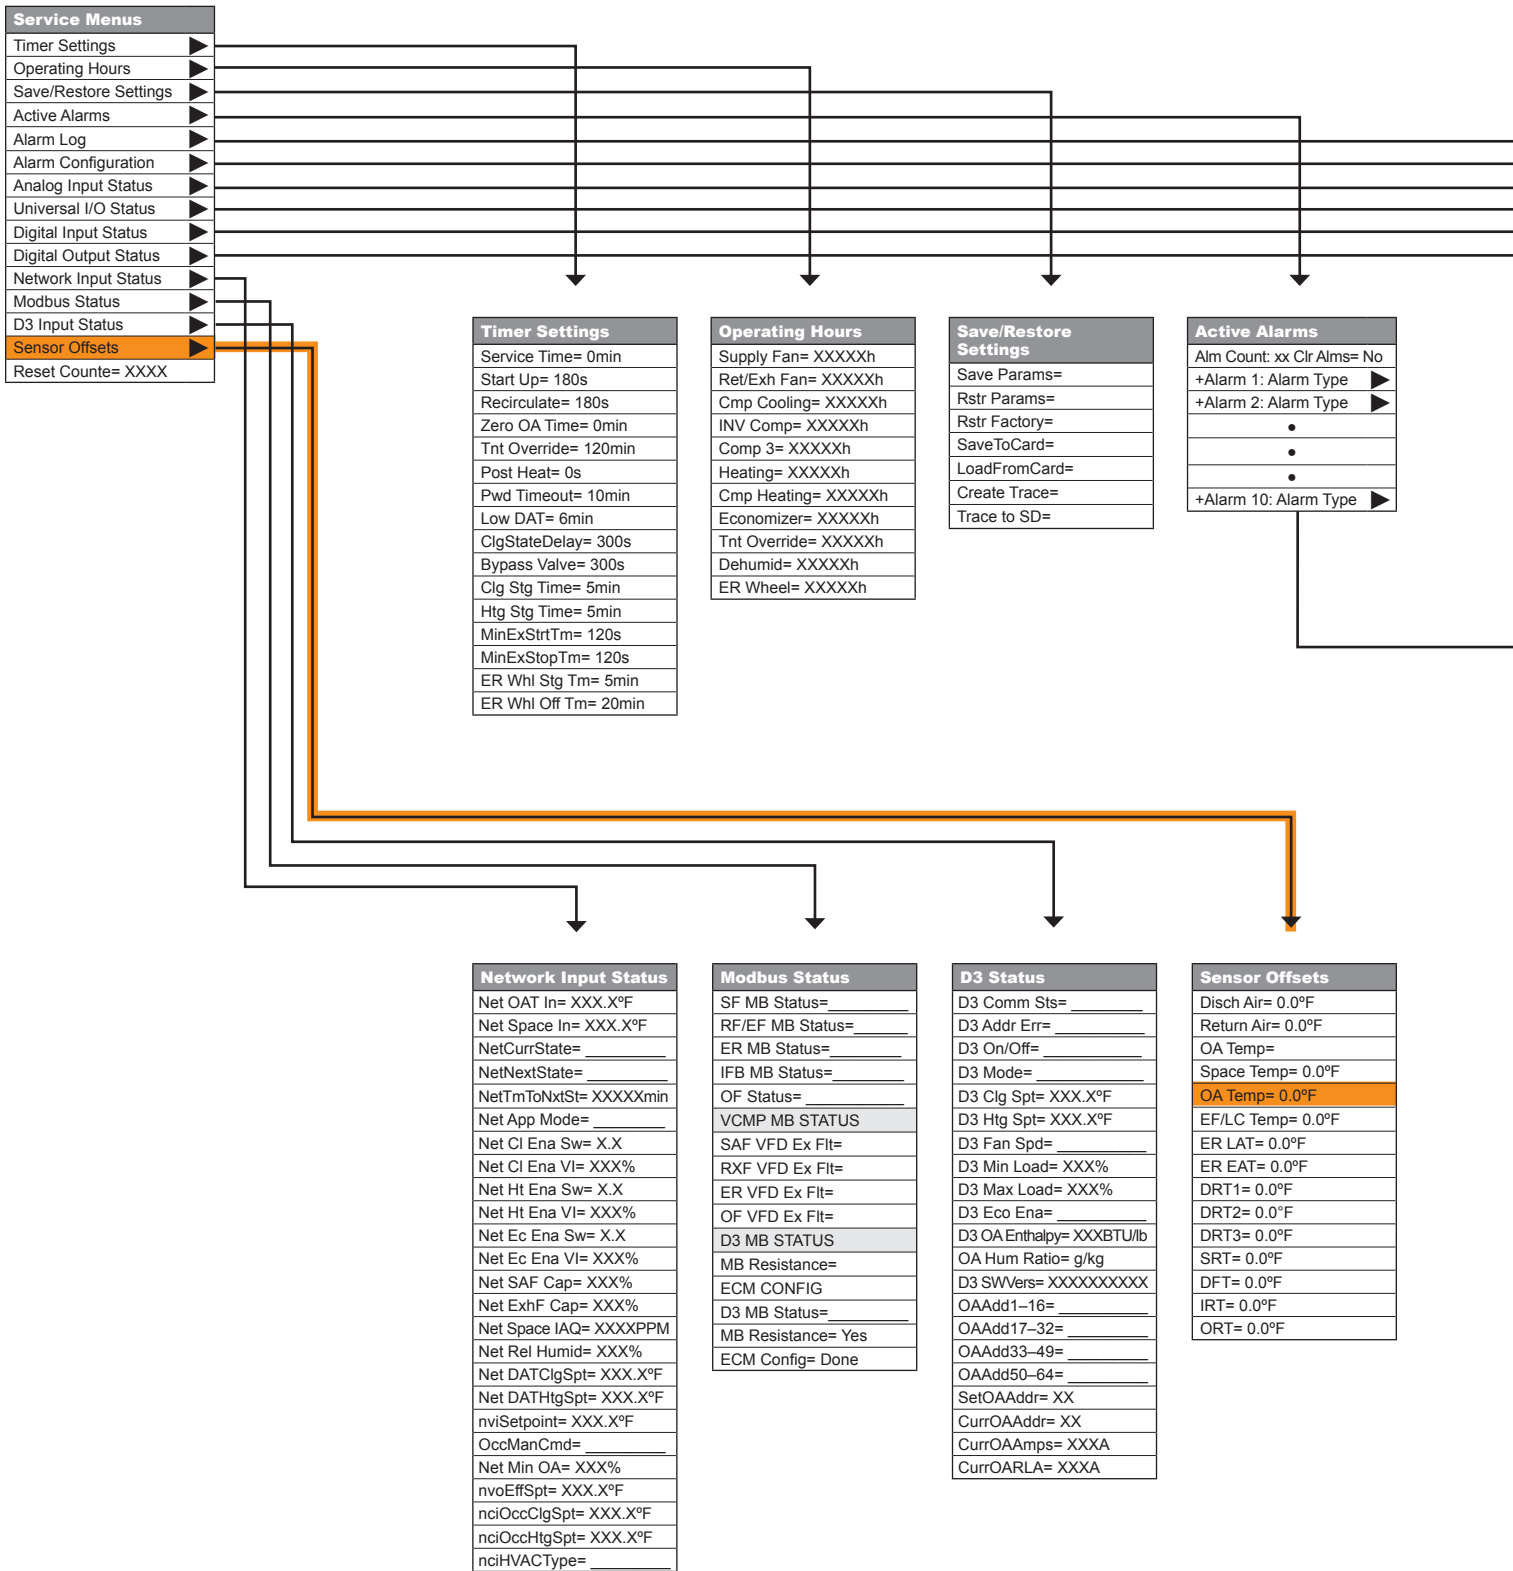 Service Menus
Timer Settings
Operating Hours
Save/Restore Settings
Active Alarms
Alarm Log
Alarm Configuration
Analog Input Status
Universal I/O Status
Digital Input Status
Digital Output Status
Network Input Status
Modbus Status
D3 Input Status
Sensor Offsets
Reset Counte= XXXX
Timer Settings
Service Time= 0min
Start Up= 180s
Recirculate= 180s
Zero OA Time= 0min
Tnt Override= 120min
Post Heat= 0s
Pwd Timeout= 10min
Low DAT= 6min
ClgStateDelay= 300s
Bypass Valve= 300s
Clg Stg Time= 5min
Htg Stg Time= 5min
MinExStrtTm= 120s
MinExStopTm= 120s
ER Whl Stg Tm= 5min
ER Whl Off Tm= 20min
Operating Hours
Supply Fan= XXXXXh
Ret/Exh Fan= XXXXXh
Cmp Cooling= XXXXXh
INV Comp= XXXXXh
Comp 3= XXXXXh
Heating= XXXXXh
Cmp Heating= XXXXXh
Economizer= XXXXXh
Tnt Override= XXXXXh
Dehumid= XXXXXh
ER Wheel= XXXXXh
Save/Restore
Settings
Save Params=
Rstr Params=
Rstr Factory=
SaveToCard=
LoadFromCard=
Create Trace=
Trace to SD=
Active Alarms
Alm Count: xx Clr Alms= No
+Alarm 1: Alarm Type
+Alarm 2: Alarm Type
•
•
•
+Alarm 10: Alarm Type
Network Input Status
Net OAT In= XXX.XºF
Net Space In= XXX.XºF
NetCurrState= _________
NetNextState= _________
NetTmToNxtSt= XXXXXmin
Net App Mode= ________
Net Cl Ena Sw= X.X
Net Cl Ena Vl= XXX%
Net Ht Ena Sw= X.X
Net Ht Ena Vl= XXX%
Net Ec Ena Sw= X.X
Net Ec Ena Vl= XXX%
Net SAF Cap= XXX%
Net ExhF Cap= XXX%
Net Space IAQ= XXXXPPM
Net Rel Humid= XXX%
Net DATClgSpt= XXX.XºF
Net DATHtgSpt= XXX.XºF
nviSetpoint= XXX.XºF
OccManCmd= _________
Net Min OA= XXX%
nvoEffSpt= XXX.XºF
nciOccClgSpt= XXX.XºF
nciOccHtgSpt= XXX.XºF
nciHVACType= _________
Modbus Status
SF MB Status=_________
RF/EF MB Status=______
ER MB Status=________
IFB MB Status=________
OF Status= ___________
VCMP MB STATUS
SAF VFD Ex Flt=
RXF VFD Ex Flt=
ER VFD Ex Flt=
OF VFD Ex Flt=
D3 MB STATUS
MB Resistance=
ECM CONFIG
D3 MB Status=_________
MB Resistance= Yes
ECM Config= Done
D3 Status
D3 Comm Sts= ________
D3 Addr Err= __________
D3 On/Off= ___________
D3 Mode= ____________
D3 Clg Spt= XXX.XºF
D3 Htg Spt= XXX.XºF
D3 Fan Spd= __________
D3 Min Load= XXX%
D3 Max Load= XXX%
D3 Eco Ena= __________
D3 OA Enthalpy= XXXBTU/lb
OA Hum Ratio= g/kg
D3 SWVers= XXXXXXXXXX
OAAdd1–16= __________
OAAdd17–32= _________
OAAdd33–49= _________
OAAdd50–64= _________
SetOAAddr= XX
CurrOAAddr= XX
CurrOAAmps= XXXA
CurrOARLA= XXXA
Sensor Offsets
Disch Air= 0.0ºF
Return Air= 0.0ºF
OA Temp=
Space Temp= 0.0ºF
OA Temp= 0.0ºF
EF/LC Temp= 0.0ºF
ER LAT= 0.0ºF
ER EAT= 0.0ºF
DRT1= 0.0ºF
DRT2= 0.0°F
DRT3= 0.0ºF
SRT= 0.0ºF
DFT= 0.0ºF
IRT= 0.0ºF
ORT= 0.0ºF